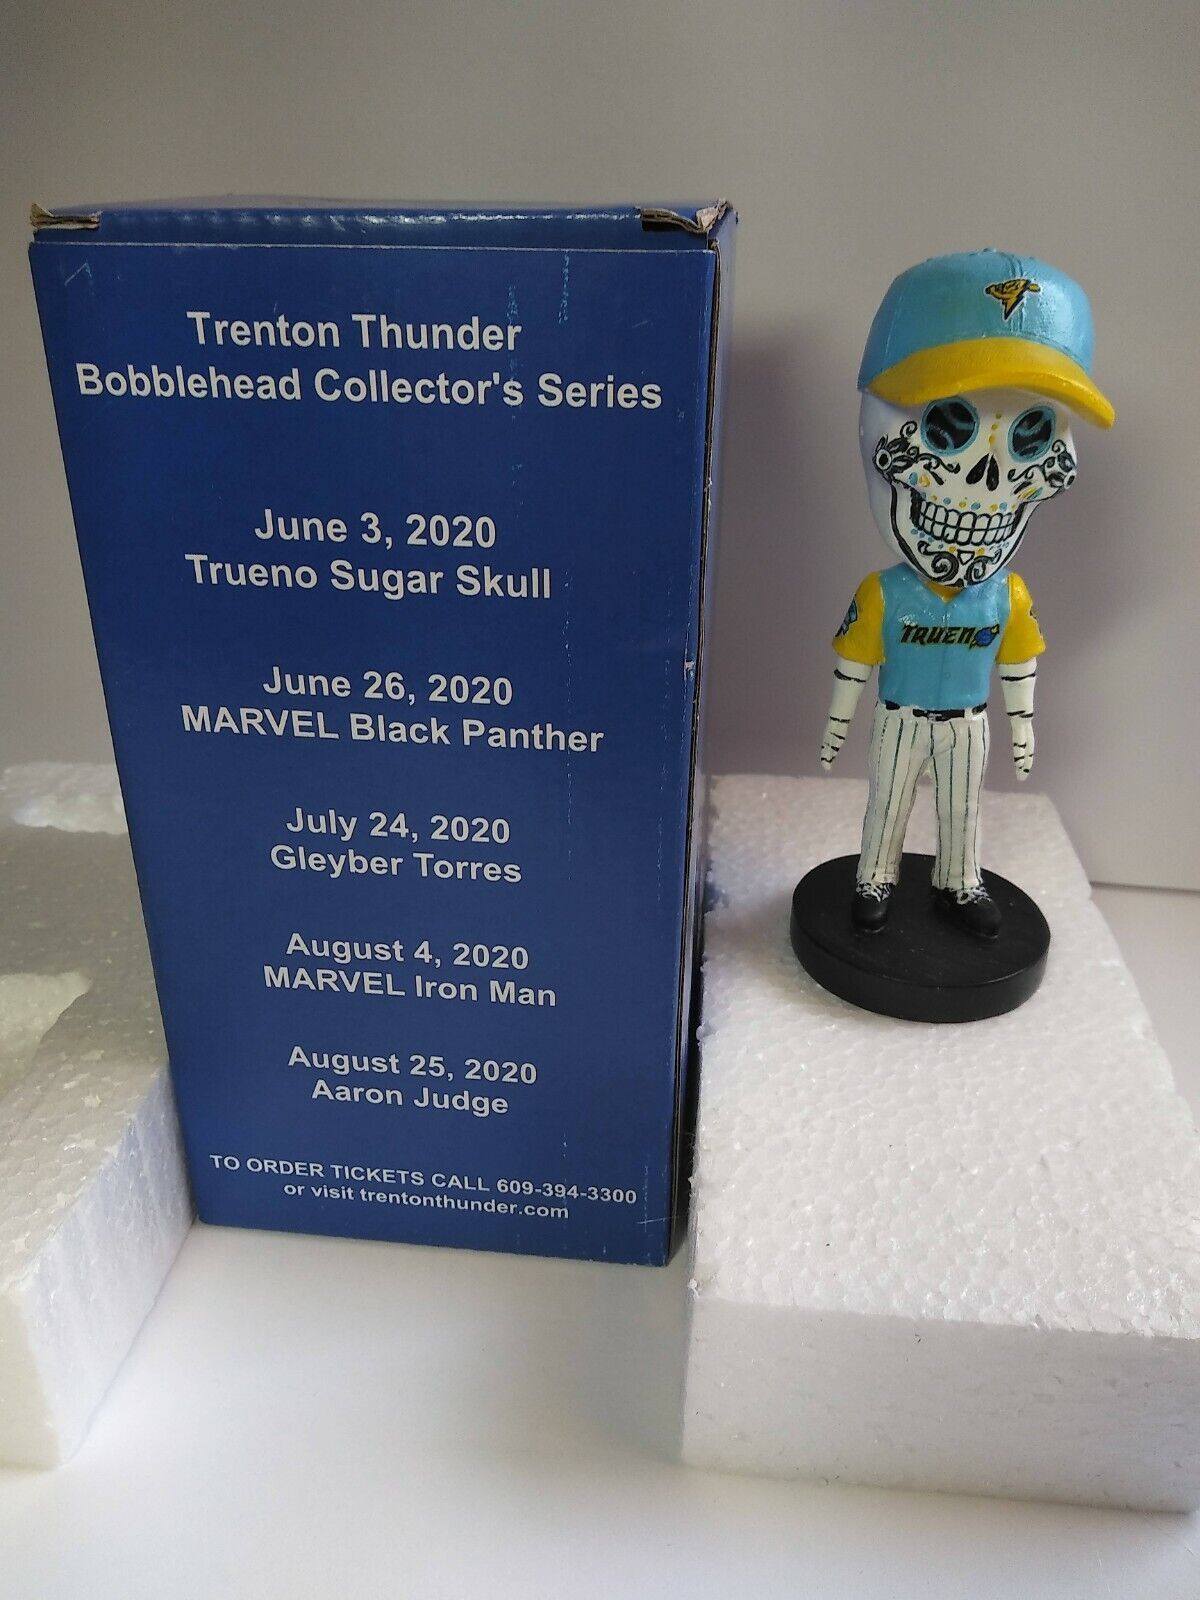 Trenton Thunder
Bobblehead Collector's Series
June 3, 2020
Trueno Sugar Skull
June 26, 2020
MARVEL Black Panther
July 24, 2020
Gleyber Torres
August 4, 2020
MARVEL Iron Man
August 25, 2020
Aaron Judge
TO ORDER TICKETS CALL 609-394-3300
or visit trentonthunder.com
TRUENO